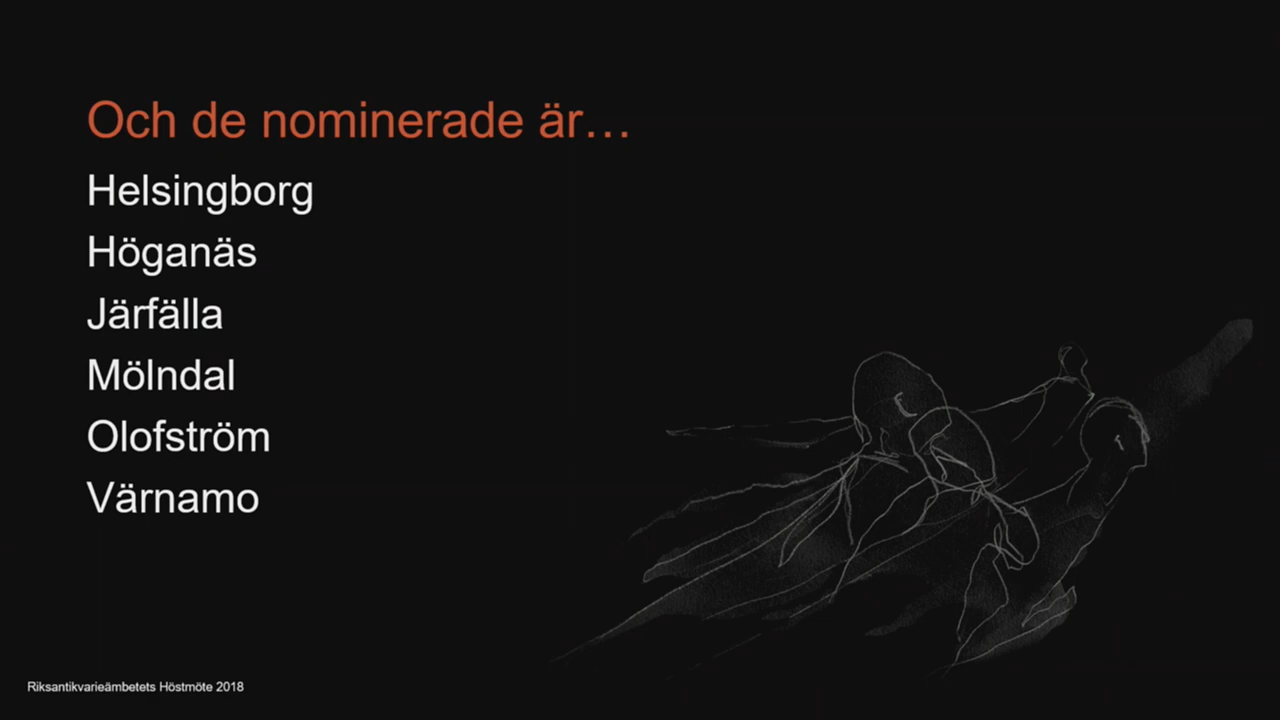 Och de nominerade är…
Helsingborg
Höganäs
Järfälla
Mölndal
Olofström
Värnamo
Riksantikvarieämbetets Höstmöte 2018